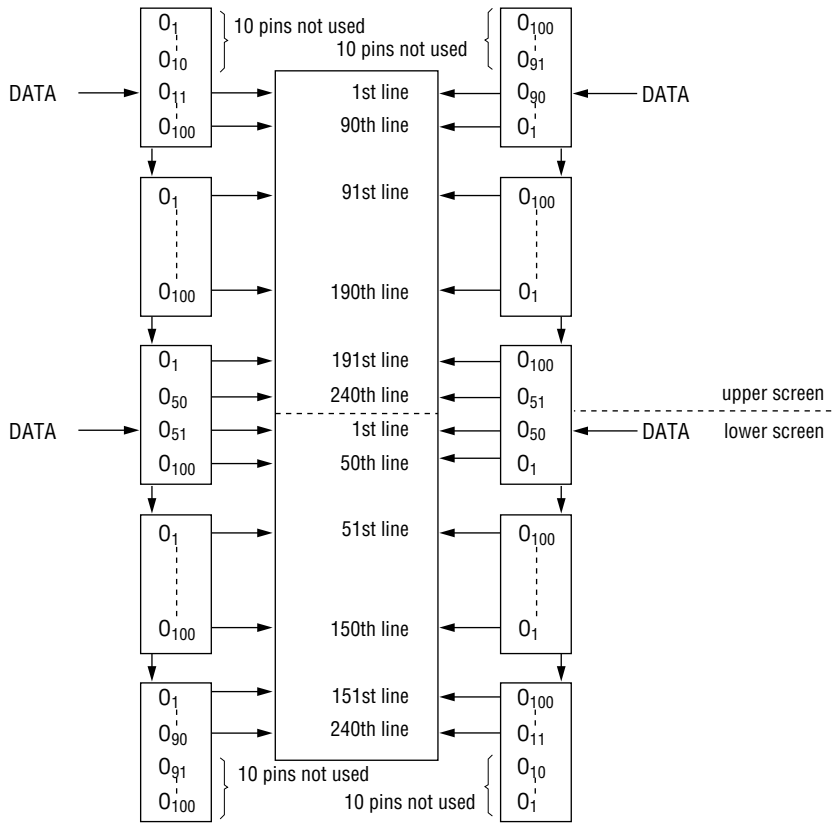 O1 10 pins not used O100
O10 10 pins not used O91
DATA O11 1st line O90 DATA
O100 90th line O1
O1 91st line O100
O100 190th line O1
O1 191st line O100
O50 240th line O51 upper screen
DATA O51 1st line O50 DATA lower screen
O100 50th line O1
O1 51st line O100
O100 150th line O1
O1 151st line O100
O90 240th line O11
O91 10 pins not used O10
O100 10 pins not used O1